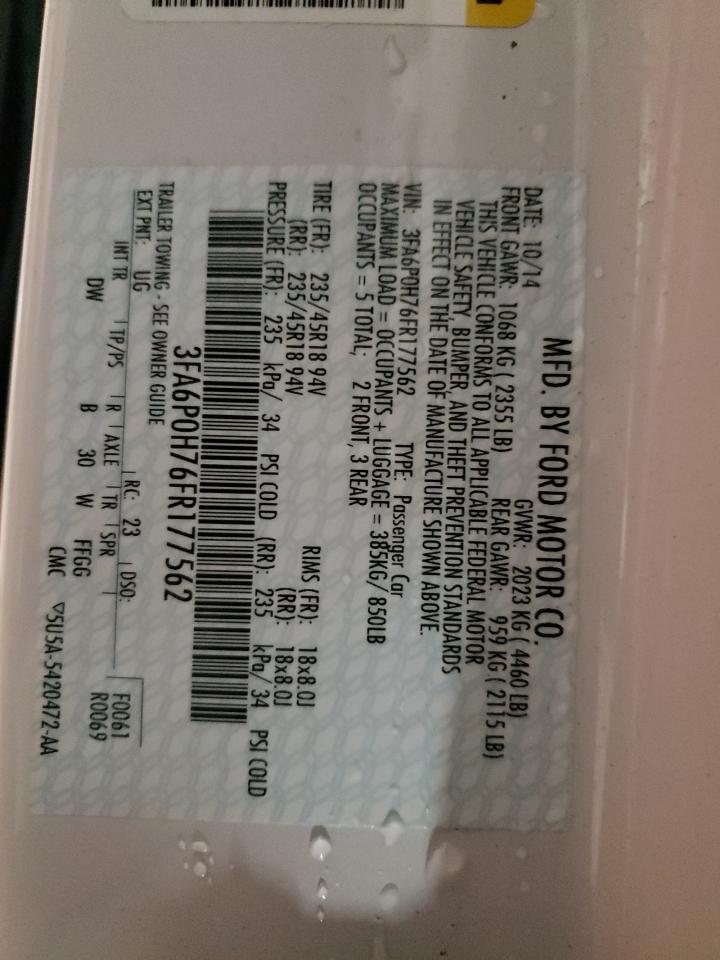 MFD. BY FORD MOTOR CO.
DATE: 10/14 GVWR: 2023 KG ( 4460 LB)
FRONT GAWR: 1068 KG ( 2355 LB) REAR GAWR: 959 KG ( 2115 LB)
THIS VEHICLE CONFORMS TO ALL APPLICABLE FEDERAL MOTOR
VEHICLE SAFETY, BUMPER, AND THEFT PREVENTION STANDARDS
IN EFFECT ON THE DATE OF MANUFACTURE SHOWN ABOVE.
VIN: 3FA6P0H76FR177562 TYPE: Passenger Car
MAXIMUM LOAD = OCCUPANTS + LUGGAGE = 385KG/ 850LB
OCCUPANTS = 5 TOTAL; 2 FRONT, 3 REAR
TIRE (FR): 235/45R18 94V RIMS (FR): 18x8.0J
(RR): 235/45R18 94V (RR): 18x8.0J
PRESSURE (FR): 235 kPa/ 34 PSI COLD (RR): 235 kPa/ 34 PSI COLD
3FA6P0H76FR177562
TRAILER TOWING - SEE OWNER GUIDE
EXT PNT: UG RC: 23 DSO: F0061
INT TR TP/PS R AXLE TR SPR R0069
DW B 30 W FFGG
CMC ▽5U5A-5420472-AA